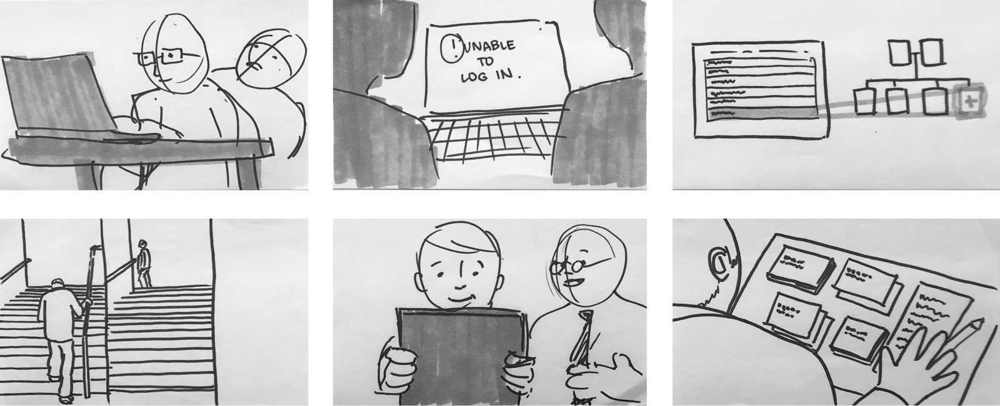 ! UNABLE
TO
LOG IN.